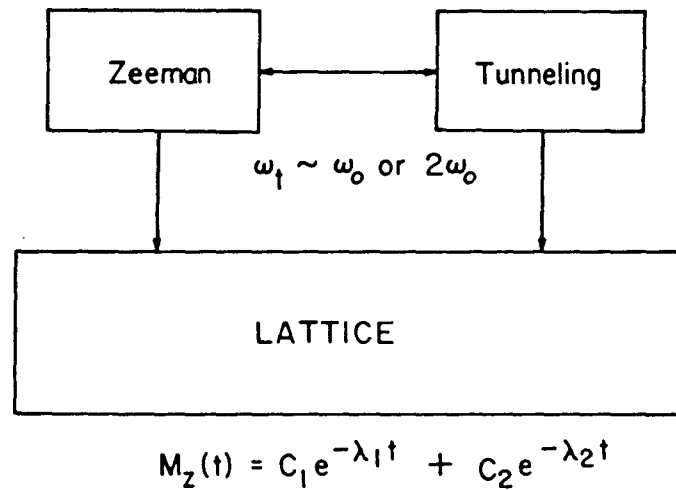 Zeeman
Tunneling
ω_t ~ ω_o or 2ω_o
LATTICE
M_z(t) = C_1 e^{-λ_1 t} + C_2 e^{-λ_2 t}